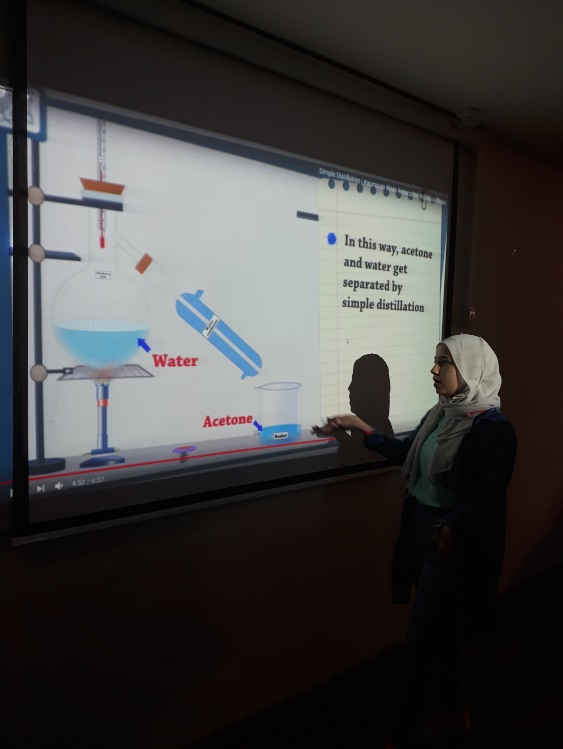 Simple Distillation |
In this way, acetone
and water get
separated by
simple distillation
Water
Acetone
4:52 / 6:37